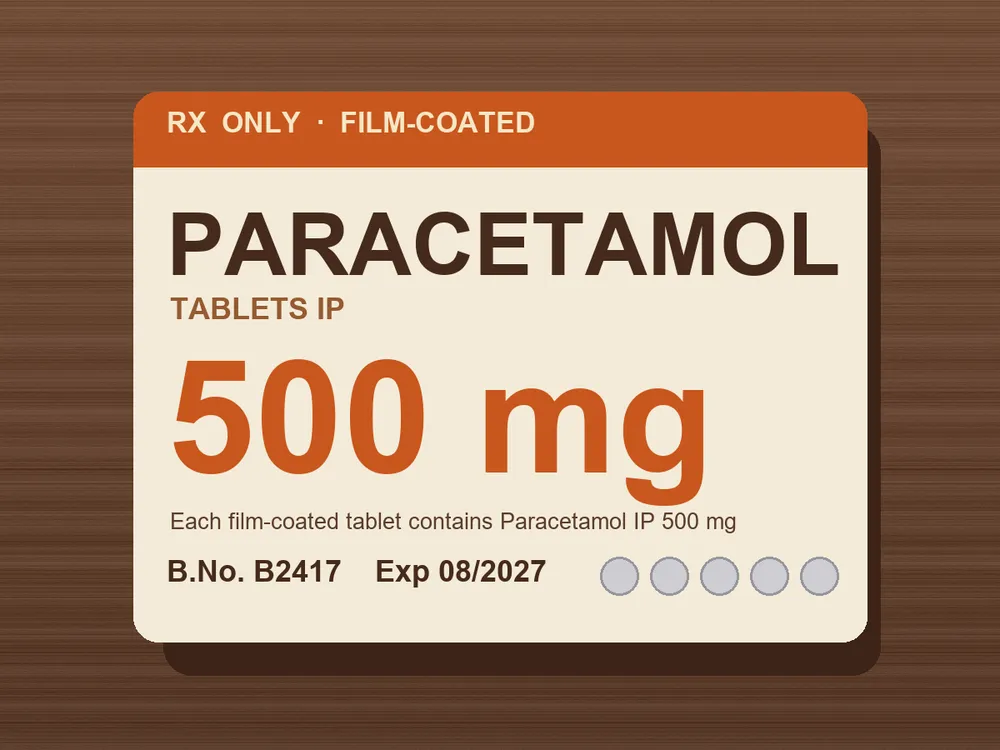 RX ONLY · FILM-COATED
PARACETAMOL
TABLETS IP
500 mg
Each film-coated tablet contains Paracetamol IP 500 mg
B.No. B2417 Exp 08/2027